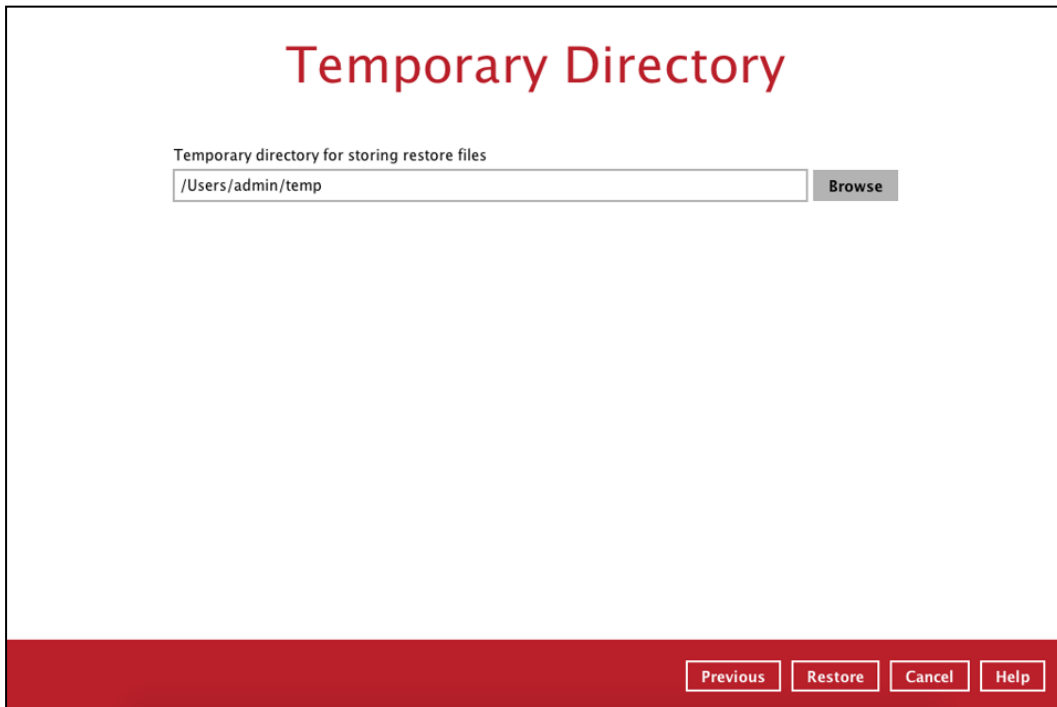 Temporary Directory
Temporary directory for storing restore files
/Users/admin/temp Browse
Previous Restore Cancel Help